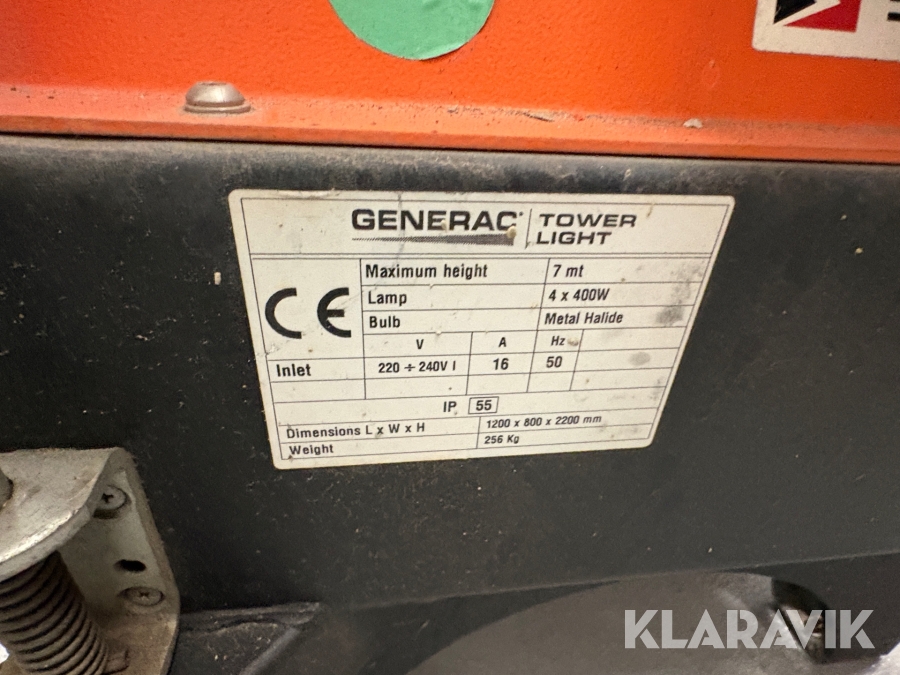 GENERAC TOWER LIGHT
CE
Maximum height 7 mt
Lamp 4 x 400W
Bulb Metal Halide
V A Hz
Inlet 220 ÷ 240V I 16 50
IP 55
Dimensions L x W x H 1200 x 800 x 2200 mm
Weight 256 Kg
KLARAVIK